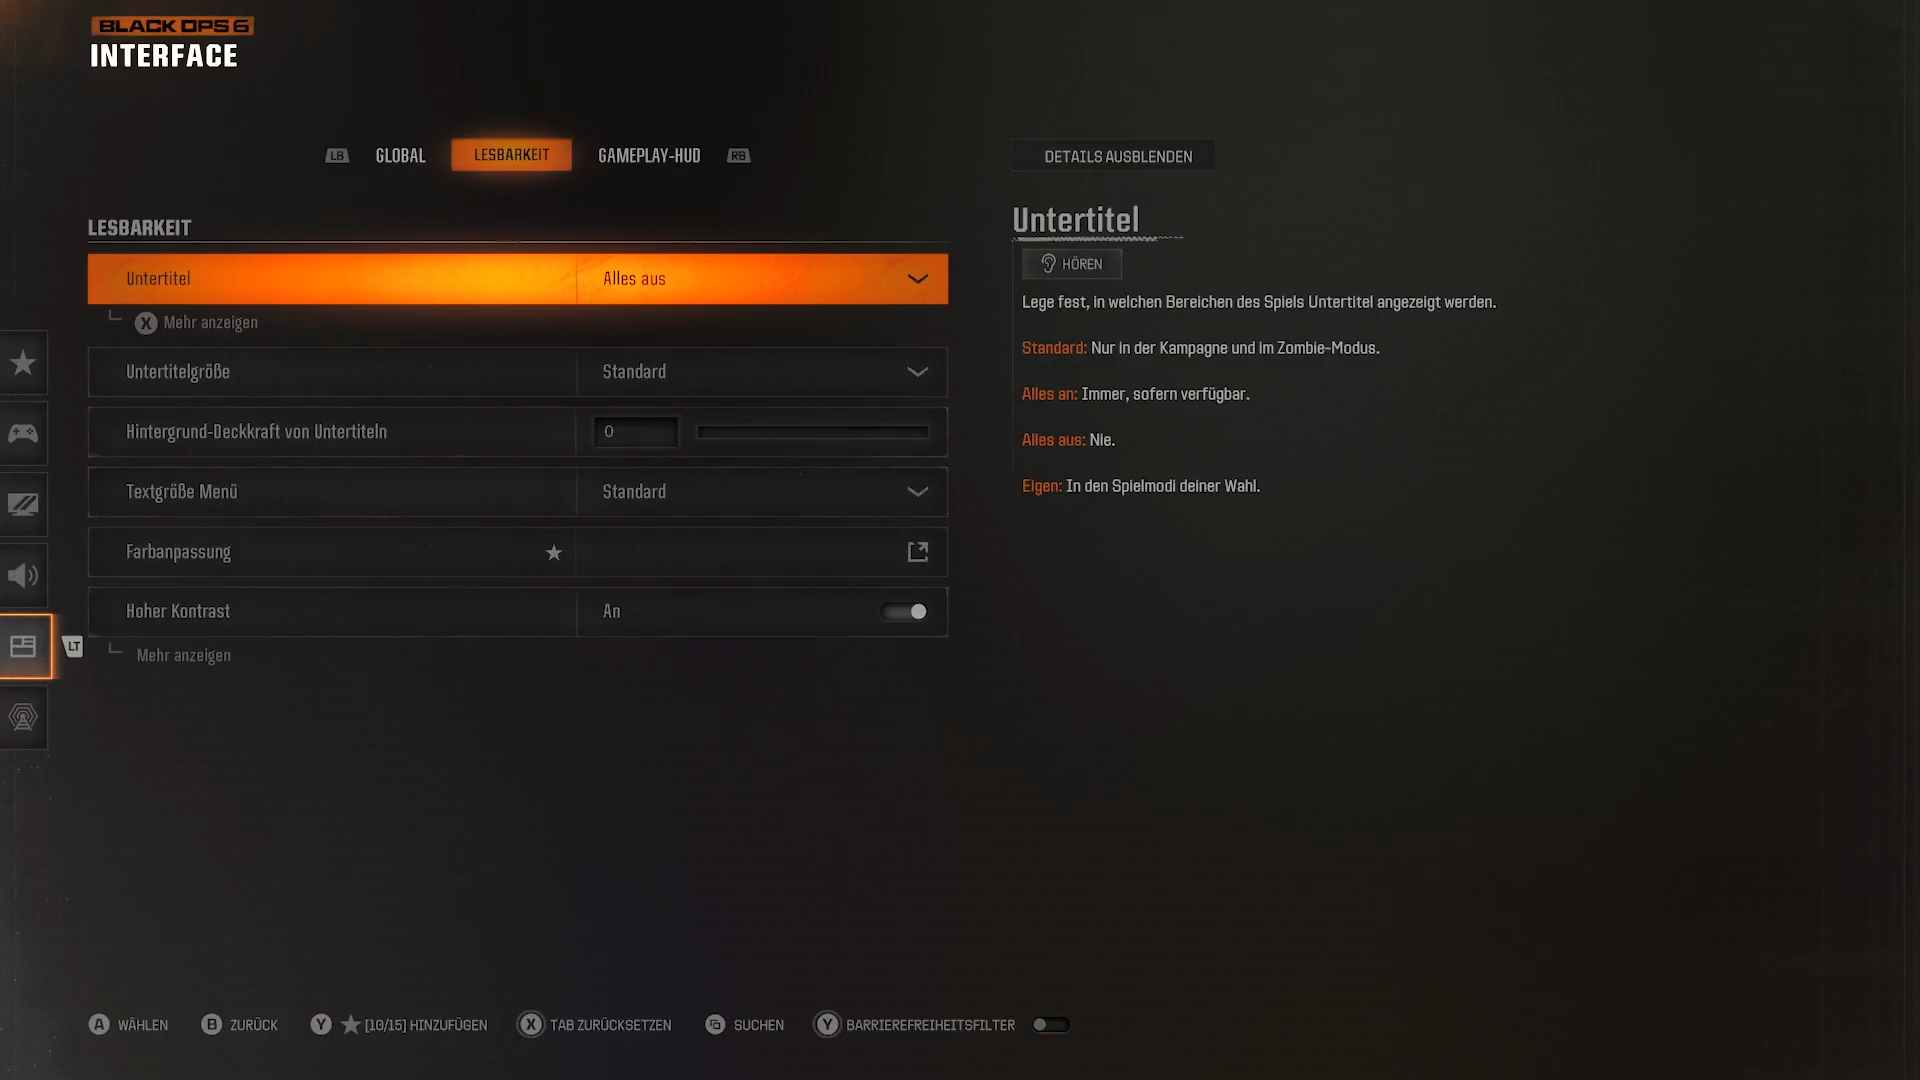 BLACK OPS 6
INTERFACE
LB GLOBAL LESBARKEIT GAMEPLAY-HUD RB
LESBARKEIT
Untertitel Alles aus
X Mehr anzeigen
Untertitelgröße Standard
Hintergrund-Deckkraft von Untertiteln 0
Textgröße Menü Standard
Farbanpassung
Hoher Kontrast An
LT
Mehr anzeigen
DETAILS AUSBLENDEN
Untertitel
HÖREN
Lege fest, in welchen Bereichen des Spiels Untertitel angezeigt werden.
Standard: Nur in der Kampagne und im Zombie-Modus.
Alles an: Immer, sofern verfügbar.
Alles aus: Nie.
Eigen: In den Spielmodi deiner Wahl.
A WÄHLEN B ZURÜCK Y [10/15] HINZUFÜGEN X TAB ZURÜCKSETZEN SUCHEN Y BARRIEREFREIHEITSFILTER